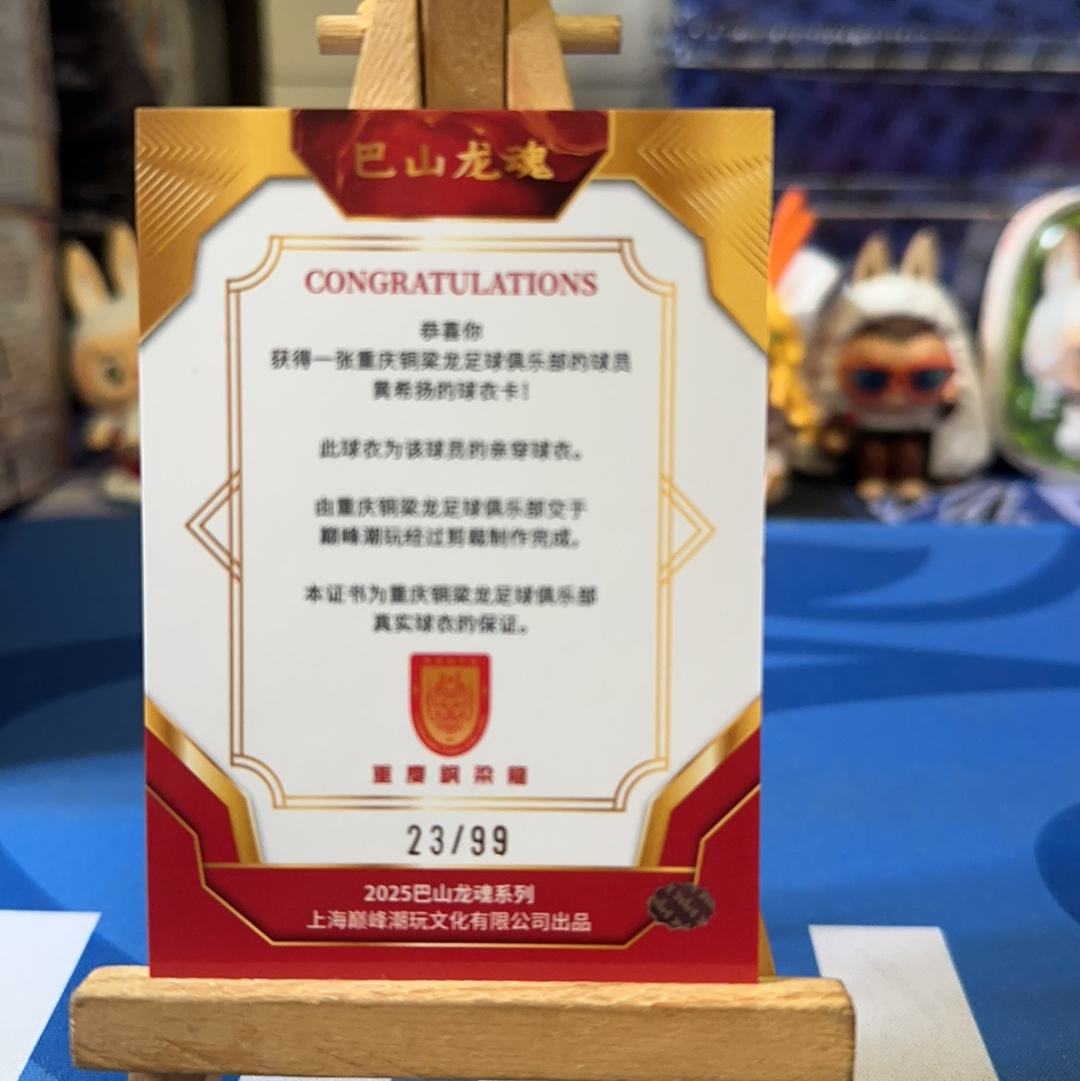 巴山龙魂
CONGRATULATIONS
恭喜你
获得一张重庆铜梁龙足球俱乐部的球员
黄希扬的球衣卡!
此球衣为该球员的亲穿球衣。
由重庆铜梁龙足球俱乐部交于
巅峰潮玩经过剪裁制作完成。
本证书为重庆铜梁龙足球俱乐部
真实球衣的保证。
重慶銅梁龍
23/99
2025巴山龙魂系列
上海巅峰潮玩文化有限公司出品